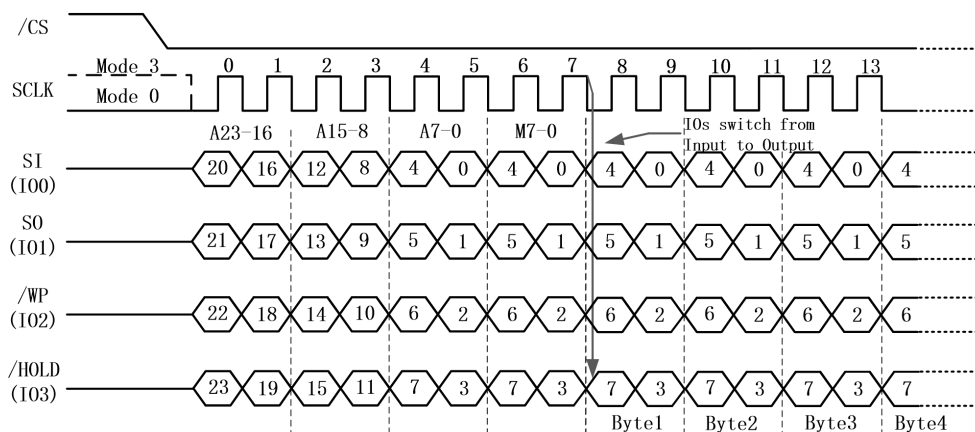 /CS
Mode 3
0 1 2 3 4 5 6 7 8 9 10 11 12 13
SCLK
Mode 0
A23-16 A15-8 A7-0 M7-0
IOs switch from
Input to Output
SI
(IO0)
20 16 12 8 4 0 4 0 4 0 4 0 4 0 4
SO
(IO1)
21 17 13 9 5 1 5 1 5 1 5 1 5 1 5
/WP
(IO2)
22 18 14 10 6 2 6 2 6 2 6 2 6 2 6
/HOLD
(IO3)
23 19 15 11 7 3 7 3 7 3 7 3 7 3 7
Byte1 Byte2 Byte3 Byte4